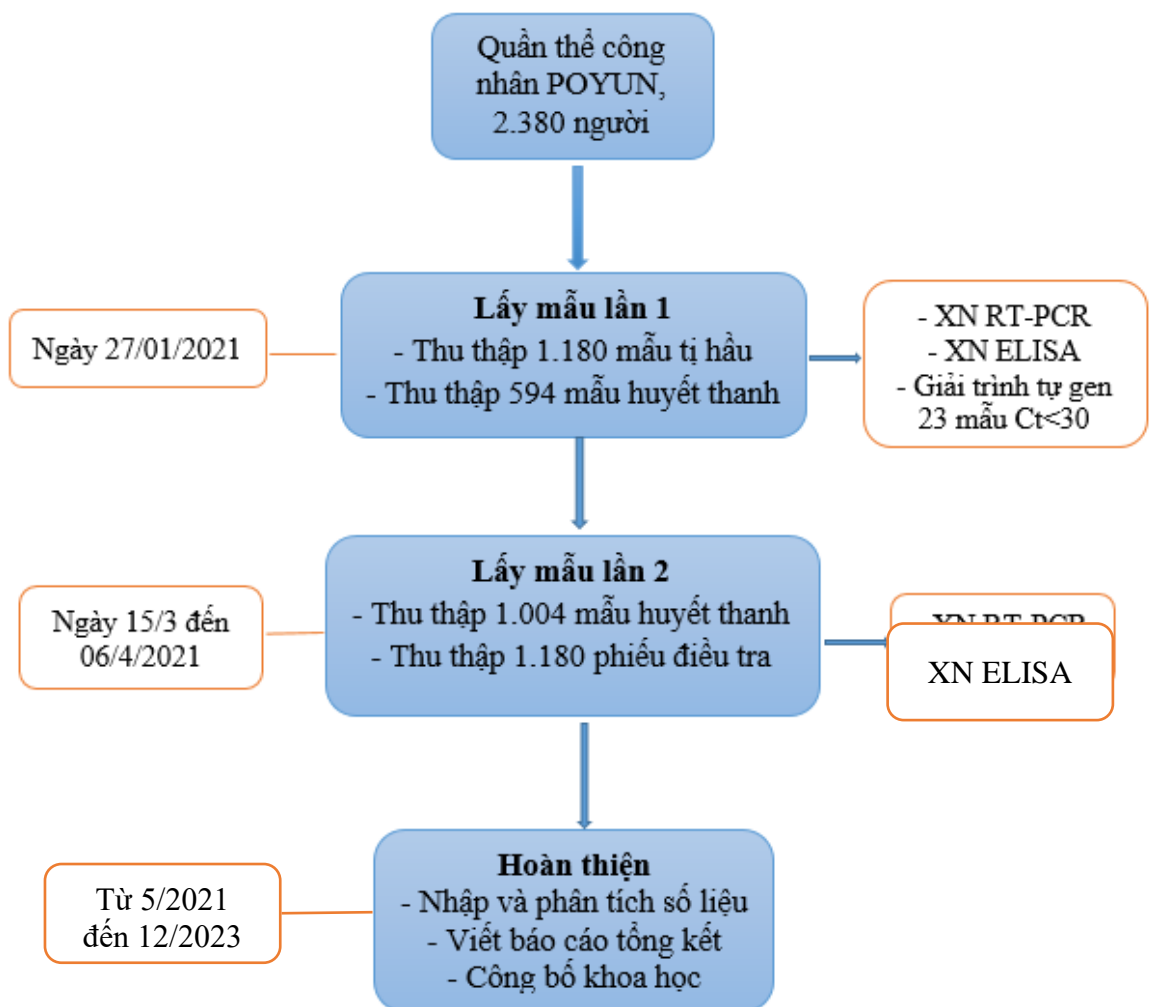 Quần thể công
nhân POYUN,
2.380 người
Ngày 27/01/2021
Lấy mẫu lần 1
- Thu thập 1.180 mẫu tị hầu
- Thu thập 594 mẫu huyết thanh
- XN RT-PCR
- XN ELISA
- Giải trình tự gen
23 mẫu Ct<30
Ngày 15/3 đến
06/4/2021
Lấy mẫu lần 2
- Thu thập 1.004 mẫu huyết thanh
- Thu thập 1.180 phiếu điều tra
XN ELISA
Từ 5/2021
đến 12/2023
Hoàn thiện
- Nhập và phân tích số liệu
- Viết báo cáo tổng kết
- Công bố khoa học